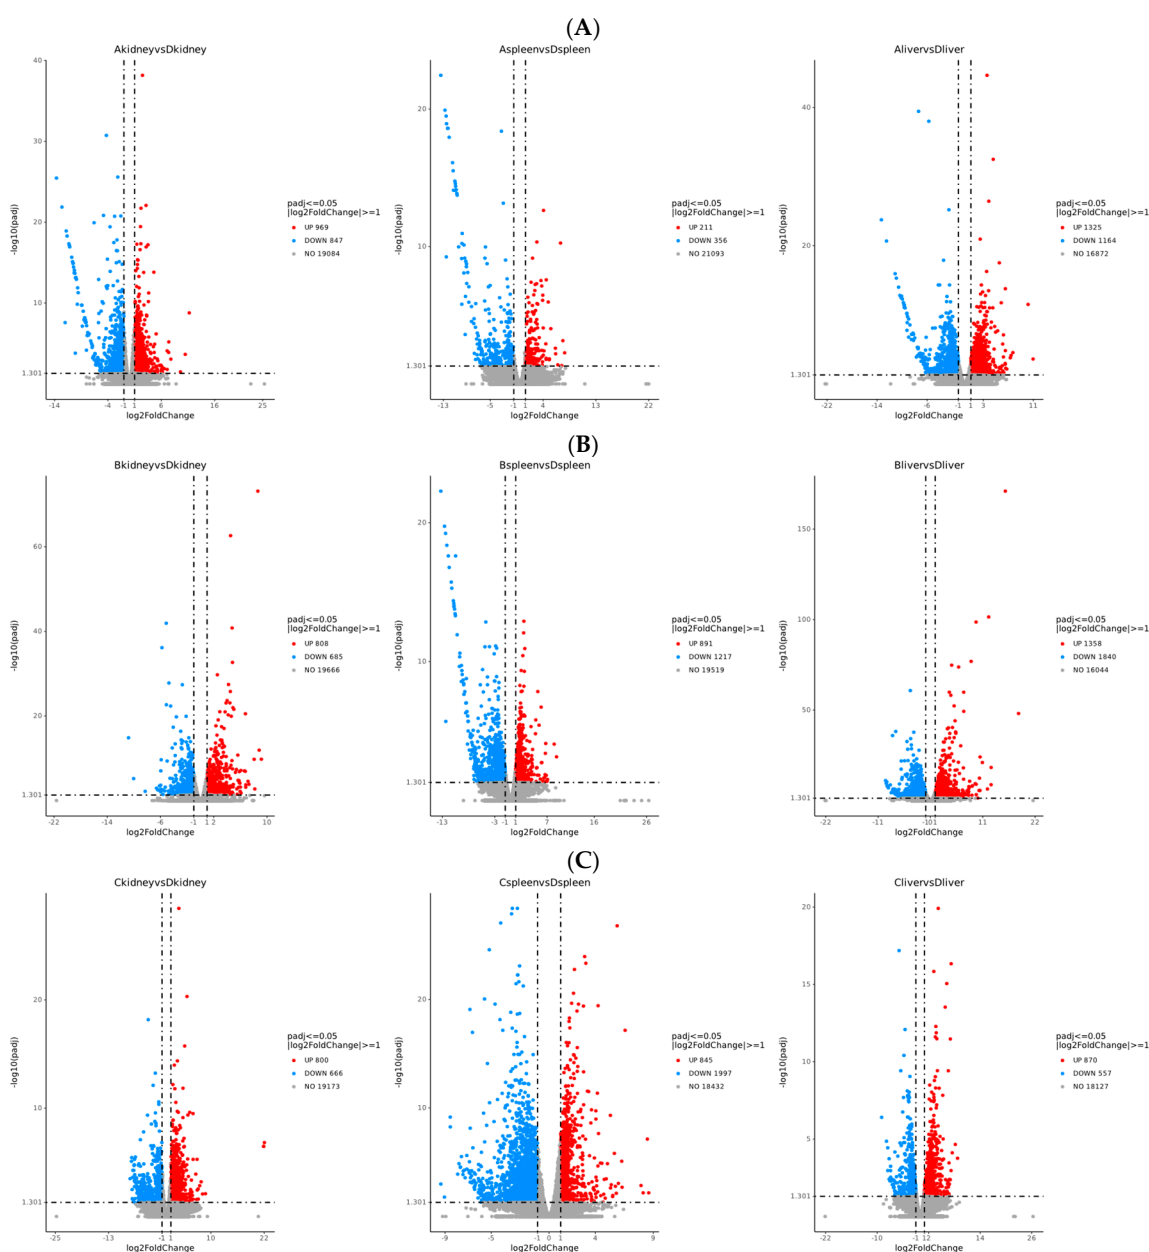 (A)
AkidneyvsDkidney
40
30
20
10
1.301
-log10(padj)
-14
-1
1
6
16
25
log2FoldChange
padj<=0.05
|log2FoldChange|>=1
UP 969
DOWN 847
NO 19084
AspleenvsDspleen
20
10
1.301
-log10(padj)
-13
-5
-1
1
4
13
22
log2FoldChange
padj<=0.05
|log2FoldChange|>=1
UP 211
DOWN 356
NO 21093
AlivervsDliver
40
20
1.301
-log10(padj)
-22
-13
-6
-1
1
3
11
log2FoldChange
padj<=0.05
|log2FoldChange|>=1
UP 1325
DOWN 1164
NO 16872
(B)
BkidneyvsDkidney
60
40
20
1.301
-log10(padj)
-22
-14
-6
-1
1
2
10
log2FoldChange
padj<=0.05
|log2FoldChange|>=1
UP 808
DOWN 685
NO 19666
BspleenvsDspleen
20
10
1.301
-log10(padj)
-13
-3
-1
1
7
16
26
log2FoldChange
padj<=0.05
|log2FoldChange|>=1
UP 891
DOWN 1217
NO 19519
BlivervsDliver
150
100
50
1.301
-log10(padj)
-22
-11
-101
11
22
log2FoldChange
padj<=0.05
|log2FoldChange|>=1
UP 1358
DOWN 1840
NO 16044
(C)
CkidneyvsDkidney
20
10
1.301
-log10(padj)
-25
-13
-1
1
10
22
log2FoldChange
padj<=0.05
|log2FoldChange|>=1
UP 800
DOWN 666
NO 19173
CspleenvsDspleen
20
10
1.301
-log10(padj)
-9
-4
-1
0
1
4
9
log2FoldChange
padj<=0.05
|log2FoldChange|>=1
UP 845
DOWN 1997
NO 18432
ClivervsDliver
20
15
10
5
1.301
-log10(padj)
-22
-10
-1
1
2
14
26
log2FoldChange
padj<=0.05
|log2FoldChange|>=1
UP 870
DOWN 557
NO 18127